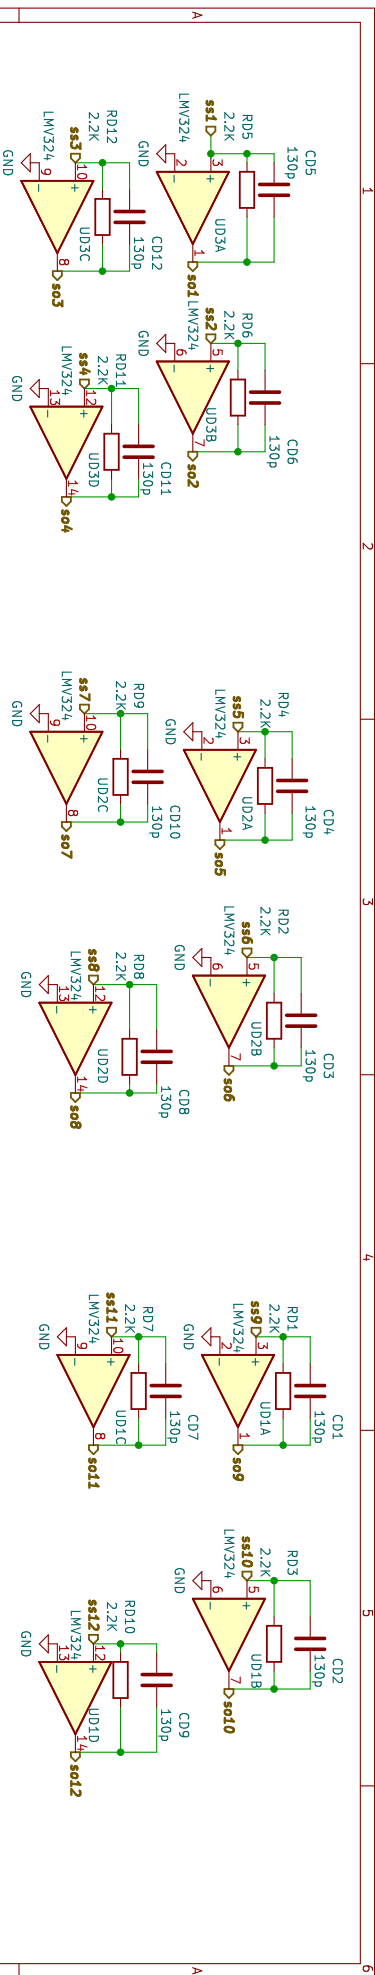 A
1
2
3
4
5
6
CD5
130p
RD5
2.2K
ss1
LMV324
3
+
2
-
GND
UD3A
1
so1
CD6
130p
RD6
2.2K
ss2
LMV324
5
+
6
-
GND
UD3B
7
so2
RD12
2.2K
ss3
LMV324
10
+
9
-
GND
CD12
130p
UD3C
8
so3
RD11
2.2K
ss4
LMV324
12
+
13
-
GND
CD11
130p
UD3D
14
so4
RD4
2.2K
ss5
LMV324
3
+
2
-
GND
CD4
130p
UD2A
1
so5
RD2
2.2K
ss6
LMV324
5
+
6
-
GND
CD3
130p
UD2B
7
so6
RD9
2.2K
ss7
LMV324
10
+
9
-
GND
CD10
130p
UD2C
8
so7
RD8
2.2K
ss8
LMV324
12
+
13
-
GND
CD8
130p
UD2D
14
so8
RD1
2.2K
ss9
LMV324
3
+
2
-
GND
CD1
130p
UD1A
1
so9
RD3
2.2K
ss10
LMV324
5
+
6
-
GND
CD2
130p
UD1B
7
so10
RD7
2.2K
ss11
LMV324
10
+
9
-
GND
CD7
130p
UD1C
8
so11
RD10
2.2K
ss12
LMV324
12
+
13
-
GND
CD9
130p
UD1D
14
so12
A